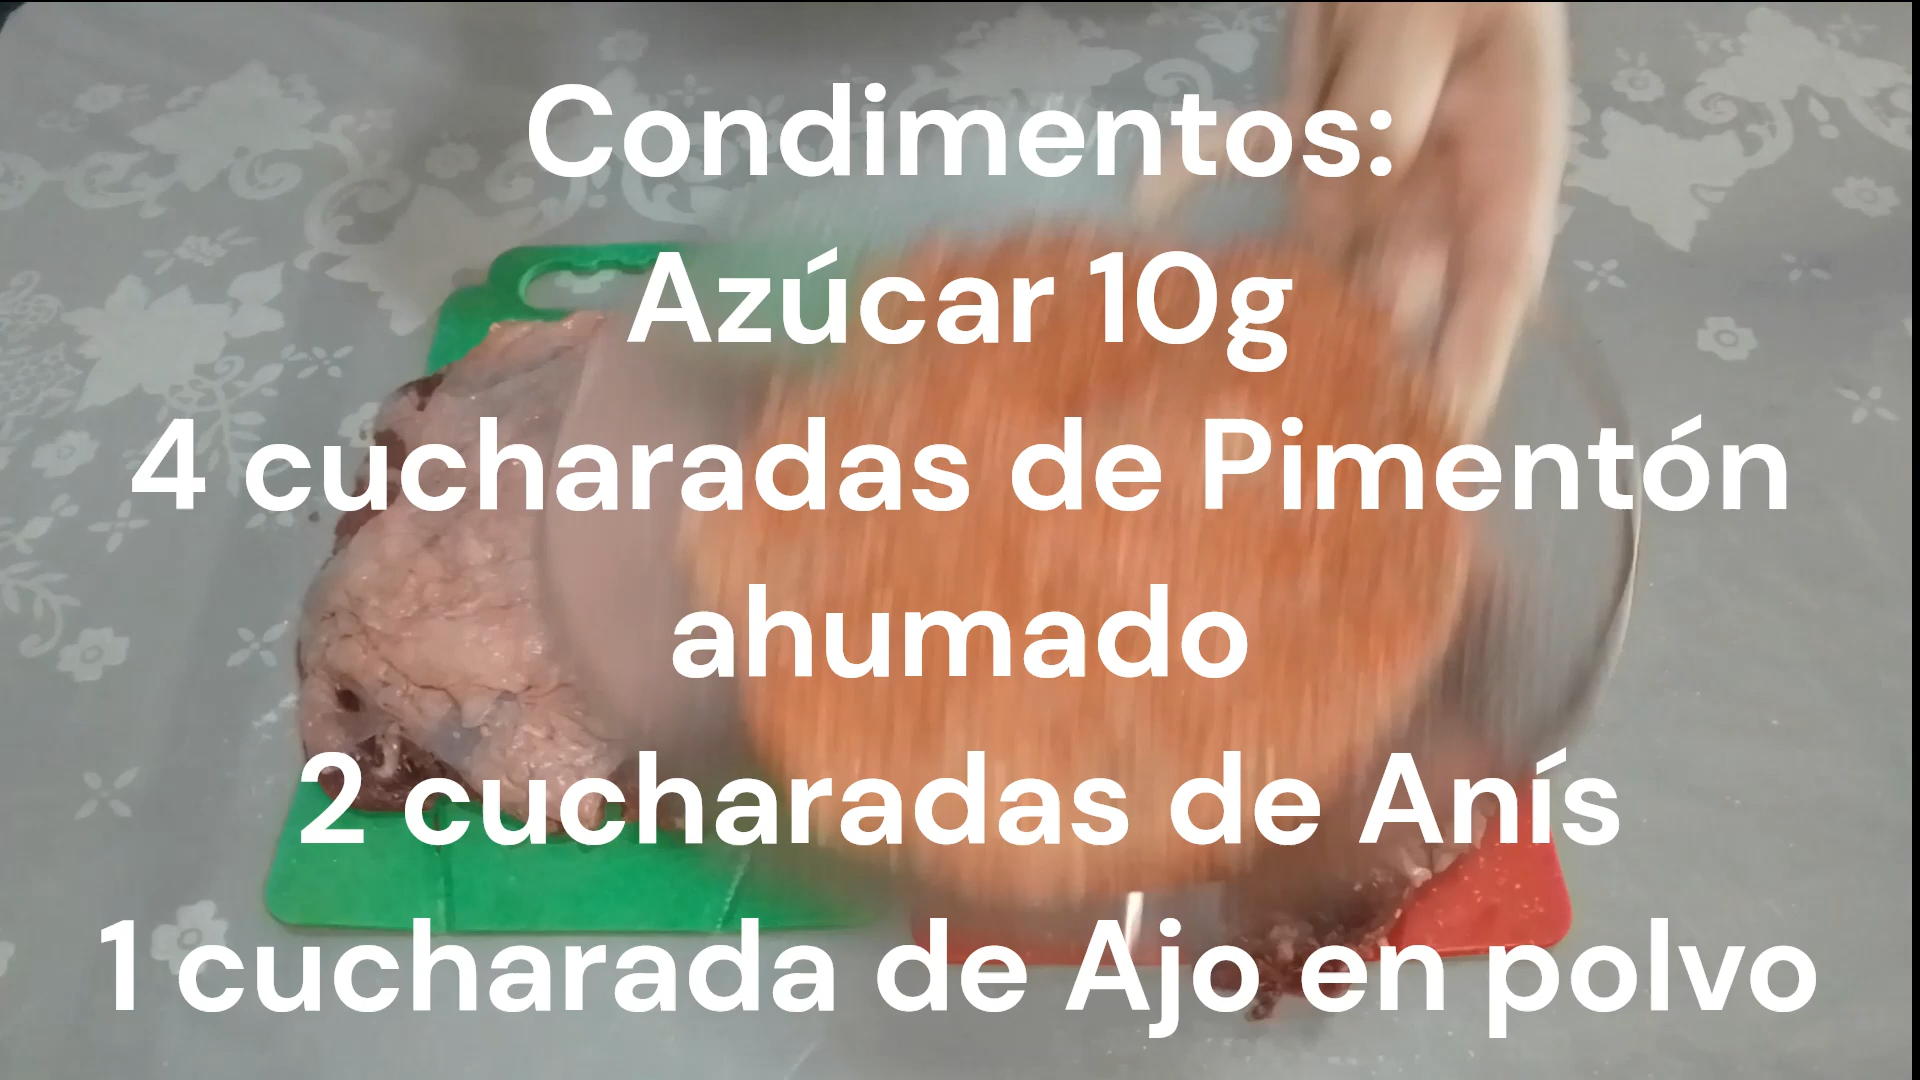 Condimentos:
Azúcar 10g
4 cucharadas de Pimentón
ahumado
2 cucharadas de Anís
1 cucharada de Ajo en polvo